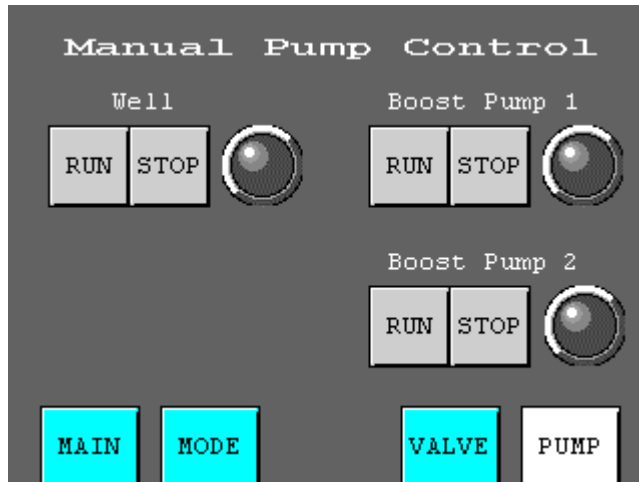 Manual Pump Control
Well
Boost Pump 1
RUN STOP
RUN STOP
Boost Pump 2
RUN STOP
MAIN MODE VALVE PUMP